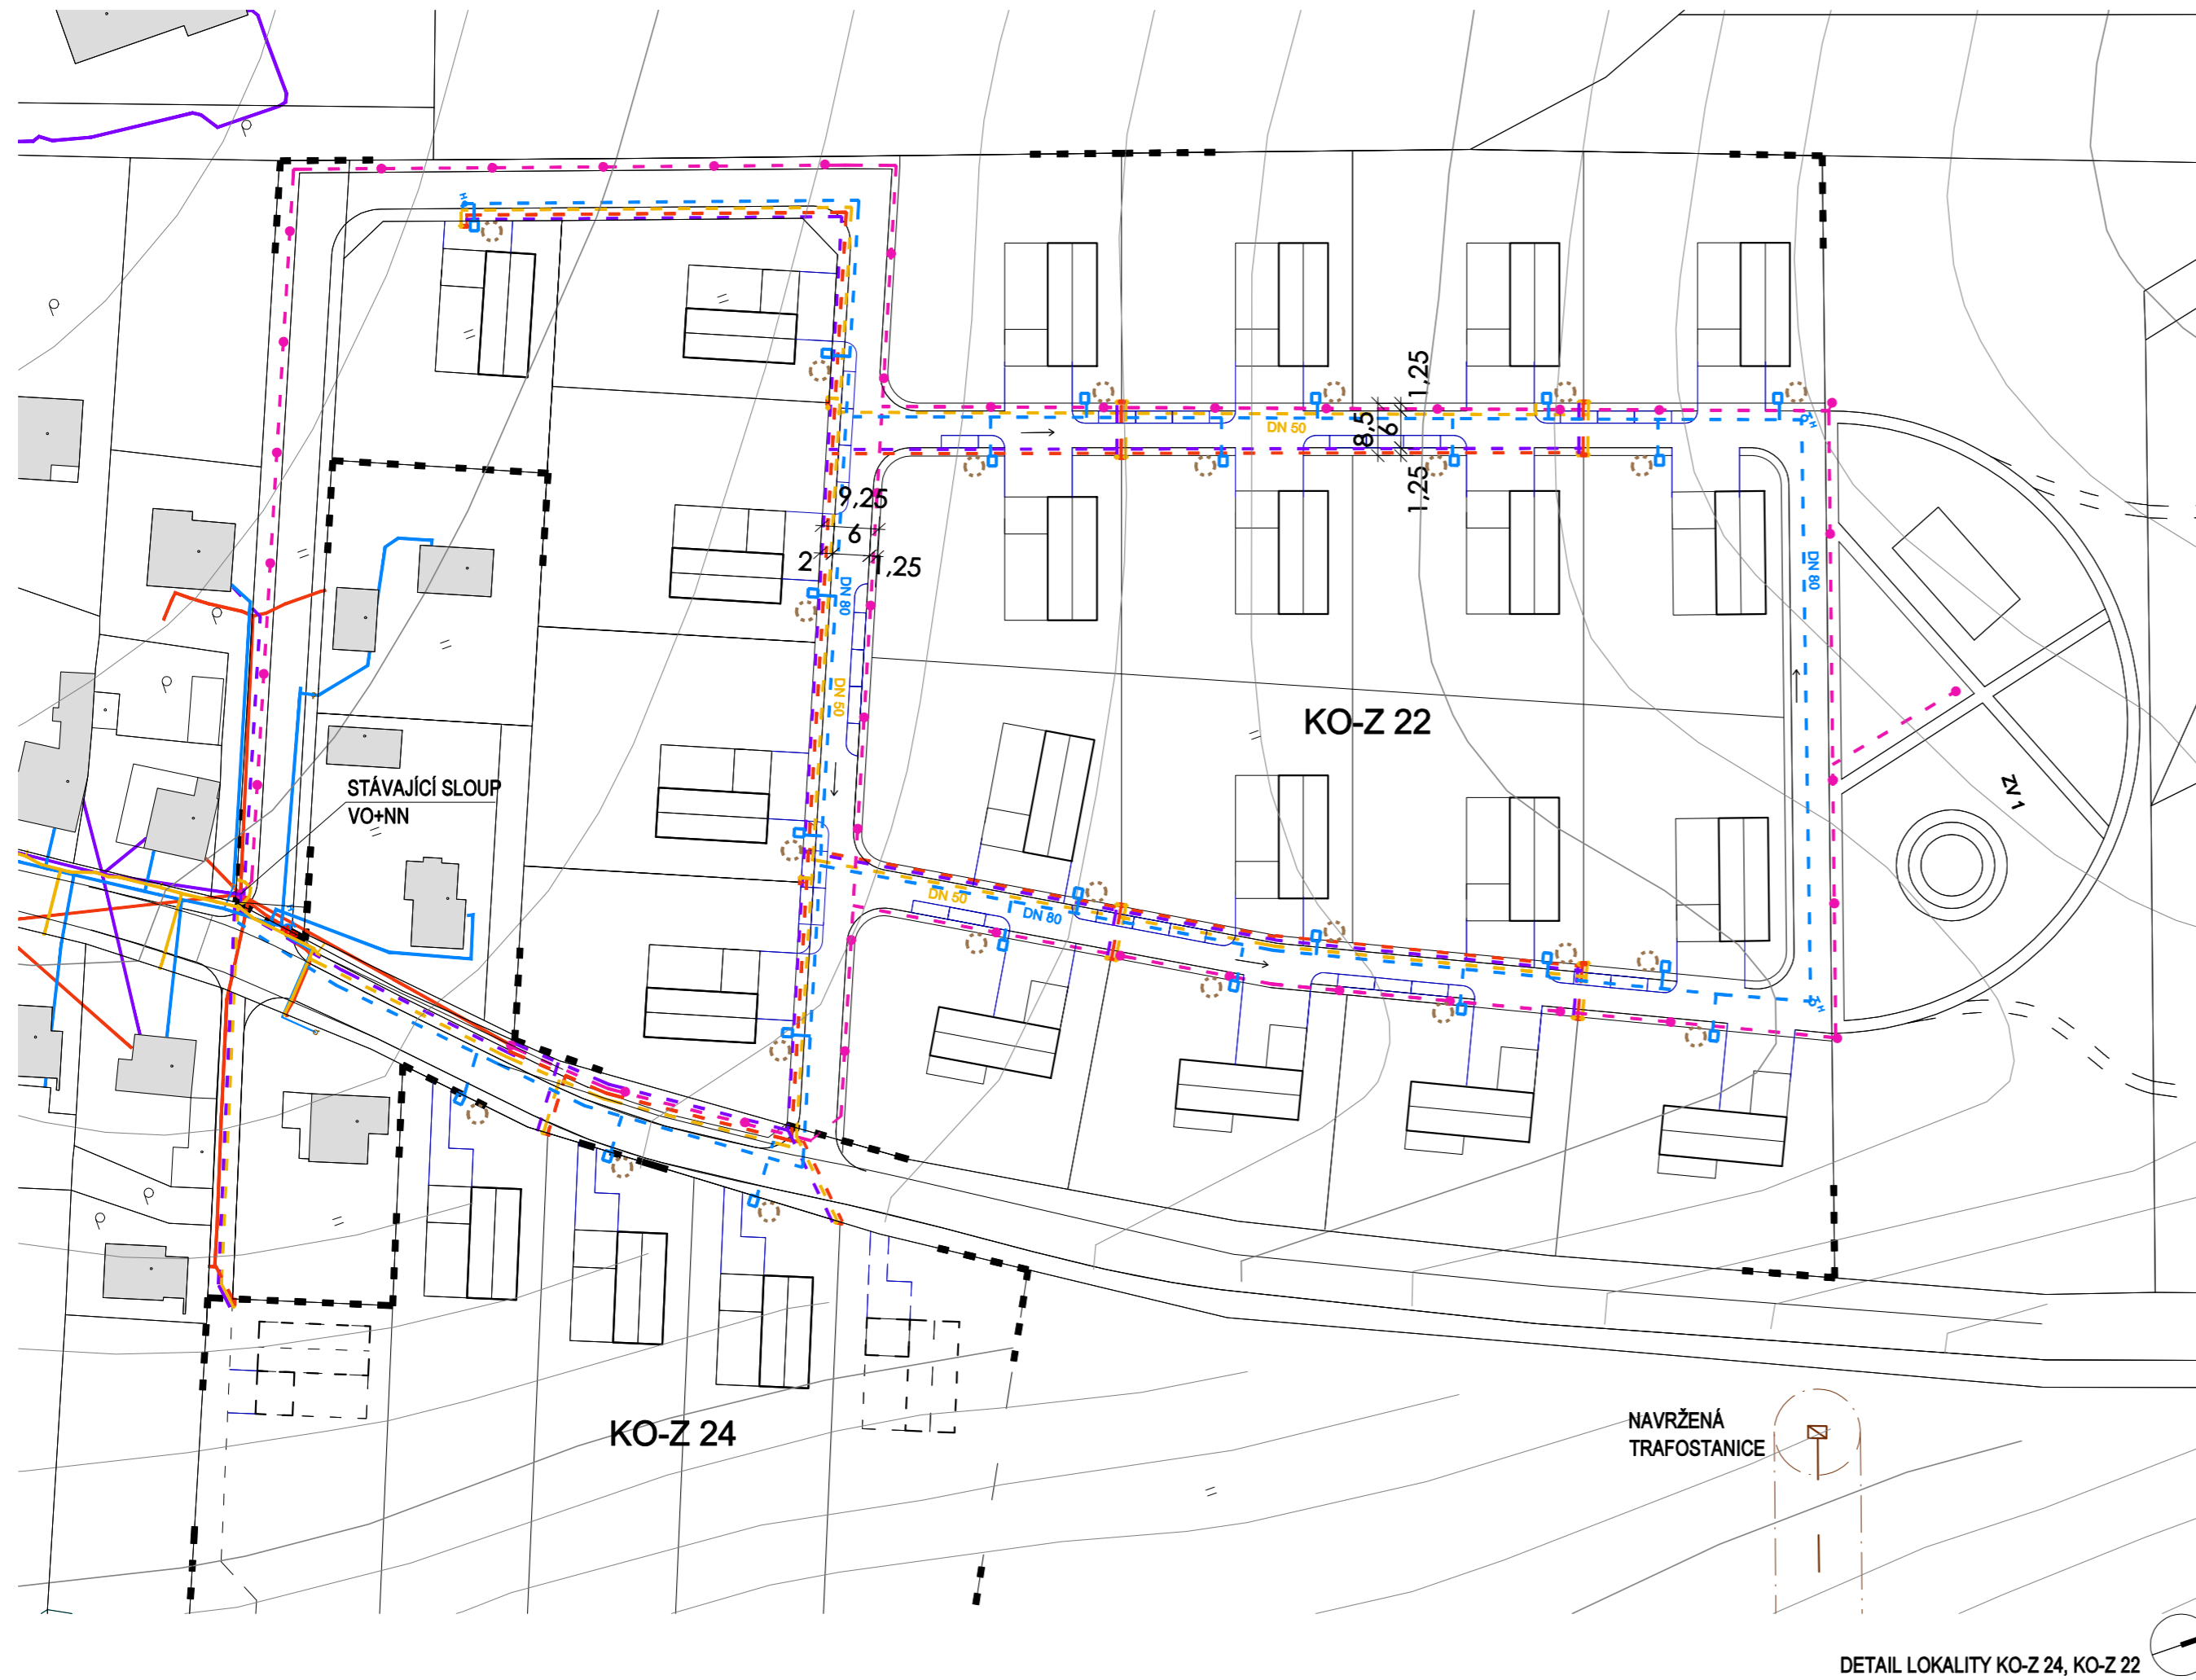 1,25
8,5
6
1,25
DN 50
9,25
6
2
1,25
DN 80
DN 50
DN 80
KO-Z 22
STÁVAJÍCÍ SLOUP
VO+NN
ZV 1
DN 50
DN 80
KO-Z 24
NAVRŽENÁ
TRAFOSTANICE
DETAIL LOKALITY KO-Z 24, KO-Z 22